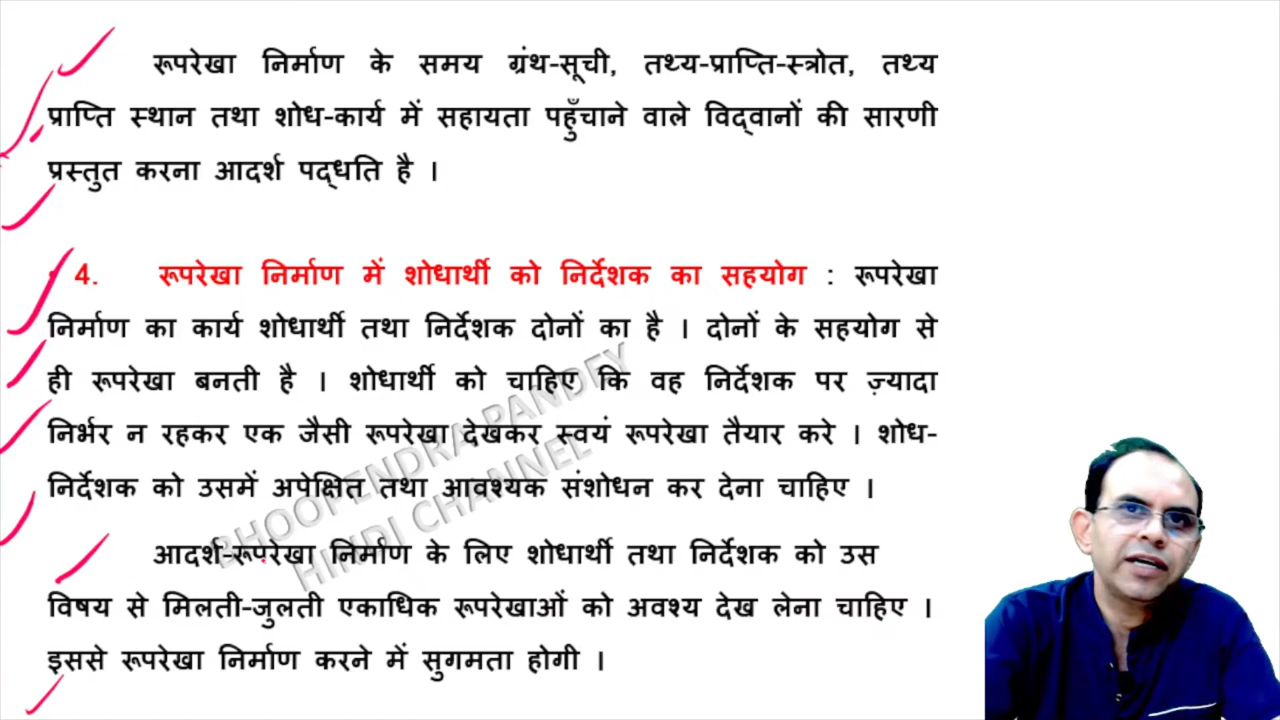 रूपरेखा निर्माण के समय ग्रंथ-सूची, तथ्य-प्राप्ति-स्त्रोत, तथ्य
प्राप्ति स्थान तथा शोध-कार्य में सहायता पहुँचाने वाले विद्वानों की सारणी
प्रस्तुत करना आदर्श पद्धति है ।
4. रूपरेखा निर्माण में शोधार्थी को निर्देशक का सहयोग : रूपरेखा
निर्माण का कार्य शोधार्थी तथा निर्देशक दोनों का है । दोनों के सहयोग से
ही रूपरेखा बनती है । शोधार्थी को चाहिए कि वह निर्देशक पर ज़्यादा
निर्भर न रहकर एक जैसी रूपरेखा देखकर स्वयं रूपरेखा तैयार करे । शोध-
निर्देशक को उसमें अपेक्षित तथा आवश्यक संशोधन कर देना चाहिए ।
आदर्श-रूपरेखा निर्माण के लिए शोधार्थी तथा निर्देशक को उस
विषय से मिलती-जुलती एकाधिक रूपरेखाओं को अवश्य देख लेना चाहिए ।
इससे रूपरेखा निर्माण करने में सुगमता होगी ।
BHOOPENDRA PANDEY
HINDI CHANNEL